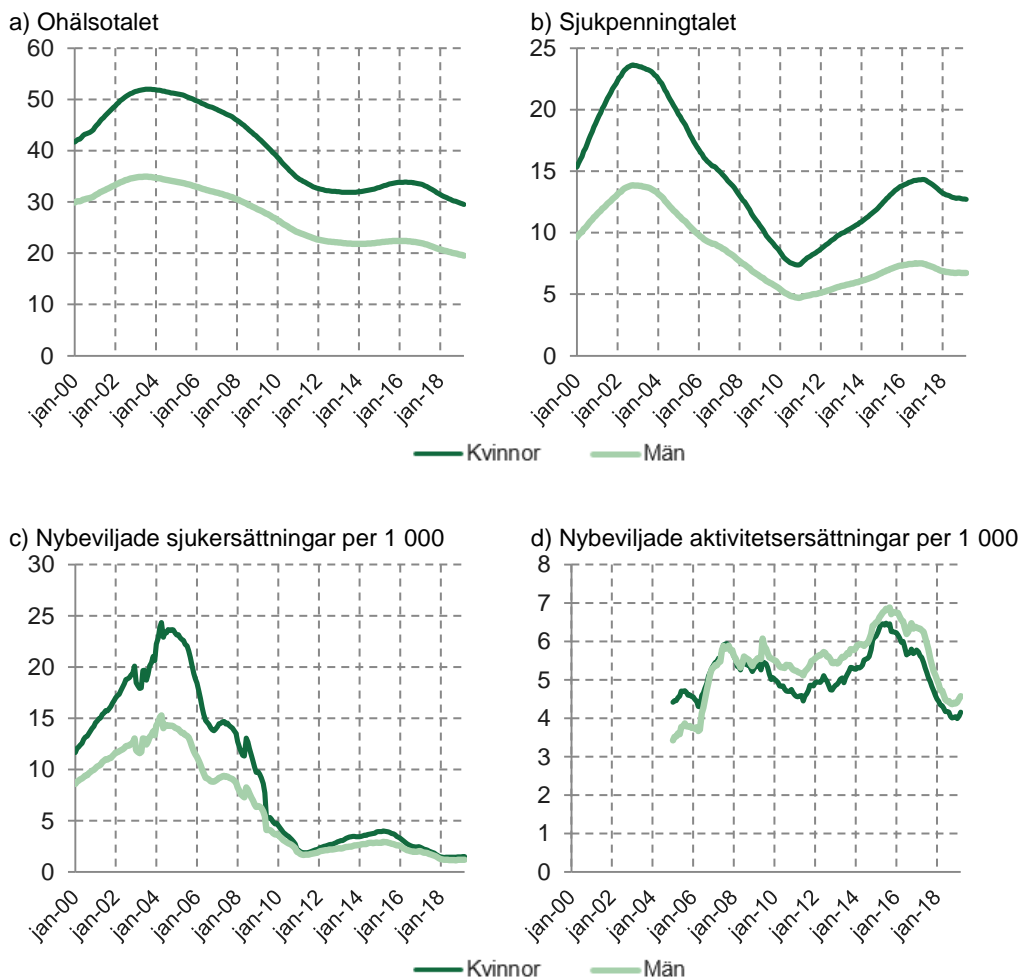 a) Ohälsotalet
60
50
40
30
20
10
0
jan-00
jan-02
jan-04
jan-06
jan-08
jan-10
jan-12
jan-14
jan-16
jan-18
b) Sjukpenningtalet
25
20
15
10
5
0
jan-00
jan-02
jan-04
jan-06
jan-08
jan-10
jan-12
jan-14
jan-16
jan-18
Kvinnor Män
c) Nybeviljade sjukersättningar per 1 000
30
25
20
15
10
5
0
jan-00
jan-02
jan-04
jan-06
jan-08
jan-10
jan-12
jan-14
jan-16
jan-18
d) Nybeviljade aktivitetsersättningar per 1 000
8
7
6
5
4
3
2
1
0
jan-00
jan-02
jan-04
jan-06
jan-08
jan-10
jan-12
jan-14
jan-16
jan-18
Kvinnor Män